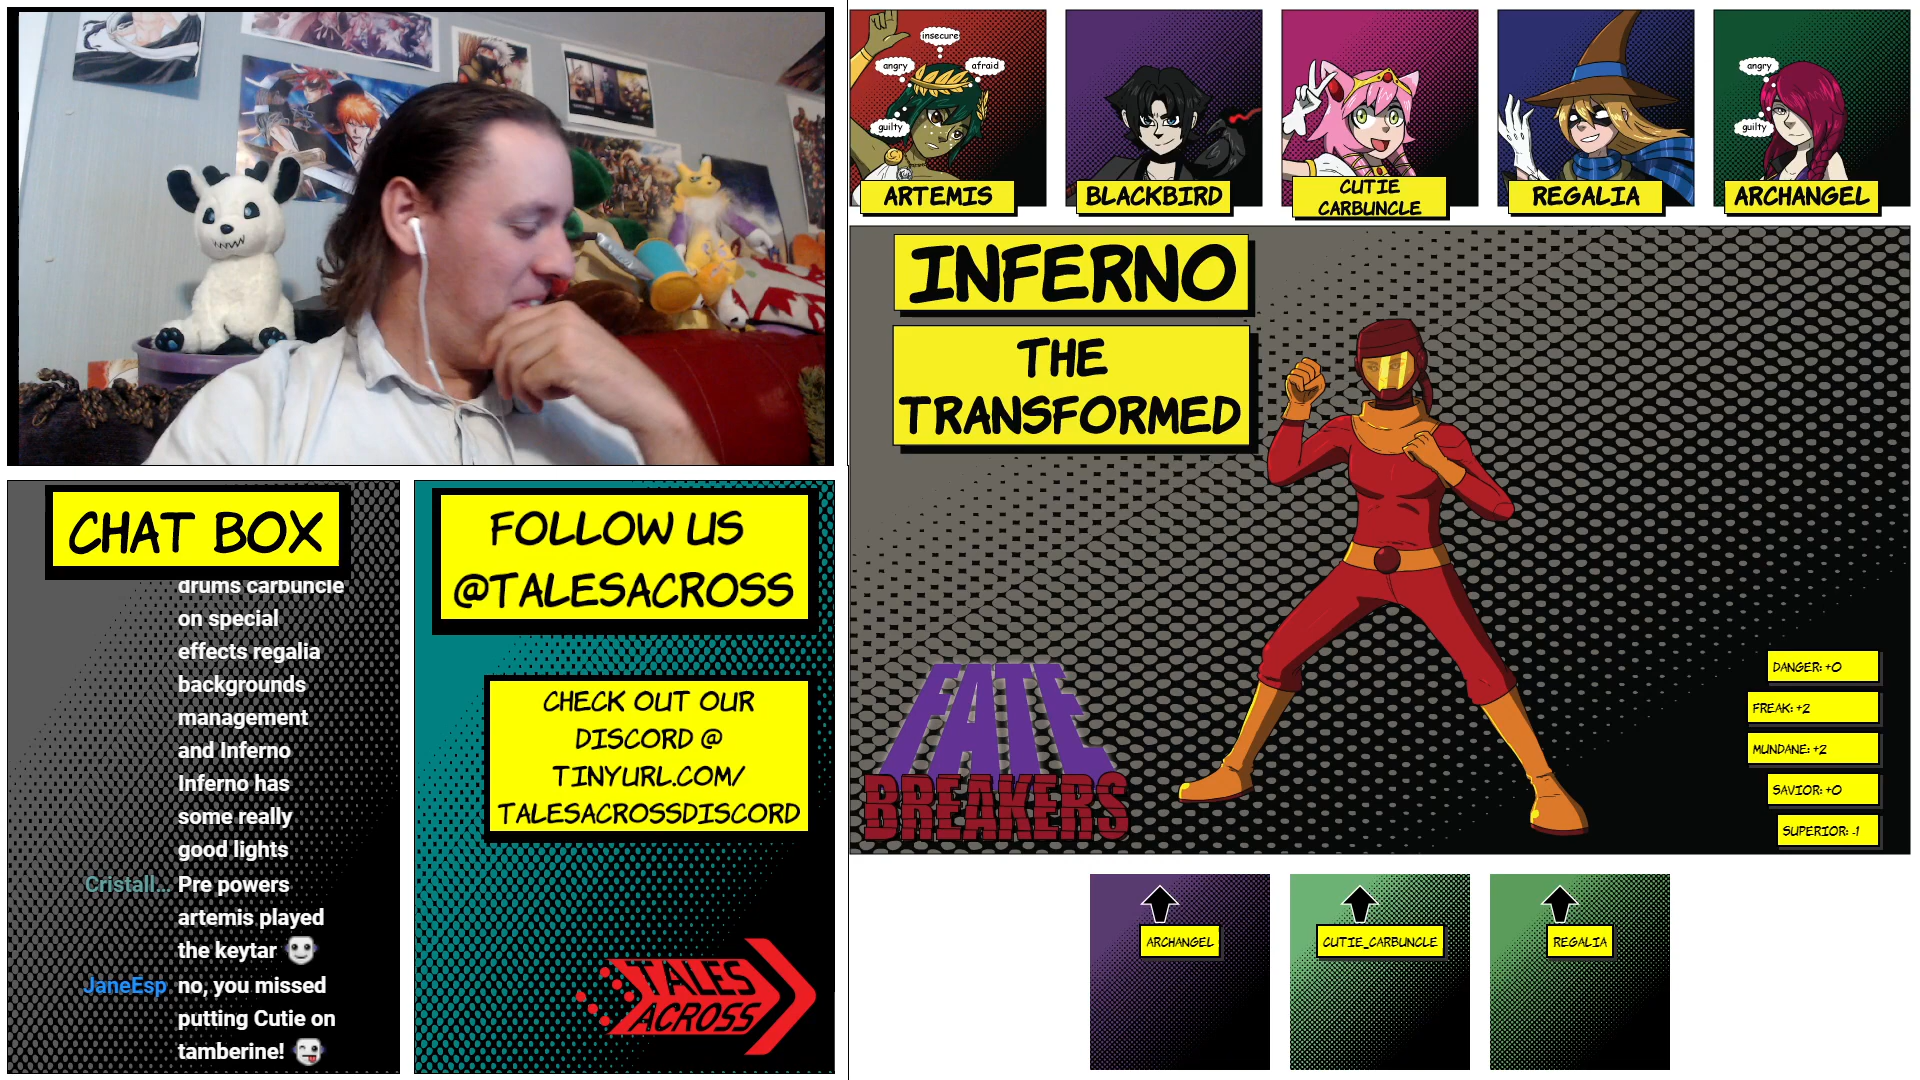 insecure
angry
afraid
guilty
ARTEMIS
BLACKBIRD
CUTIE
CARBUNCLE
REGALIA
angry
guilty
ARCHANGEL
INFERNO
THE
TRANSFORMED
FATE
BREAKERS
DANGER: +0
FREAK: +2
MUNDANE: +2
SAVIOR: +0
SUPERIOR: -1
CHAT BOX
drums carbuncle
on special
effects regalia
backgrounds
management
and Inferno
Inferno has
some really
good lights
Cristall... Pre powers
artemis played
the keytar
JaneEsp no, you missed
putting Cutie on
tamberine!
FOLLOW US
@TALESACROSS
CHECK OUT OUR
DISCORD @
TINYURL.COM/
TALESACROSSDISCORD
TALES
ACROSS
ARCHANGEL
CUTIE_CARBUNCLE
REGALIA